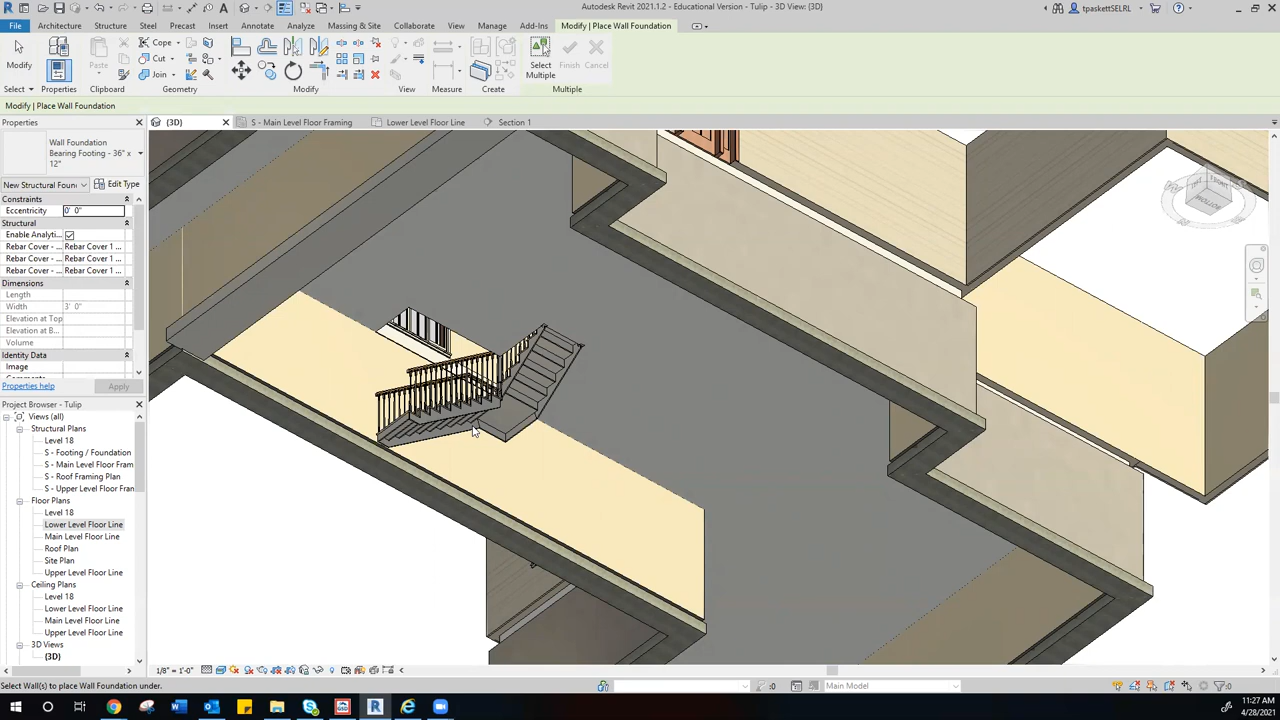 Autodesk Revit 2021.1.2 - Educational Version - Tulip - 3D View: {3D}
tpaskettSELRL
File Architecture Structure Steel Precast Systems Insert Annotate Analyze Massing & Site Collaborate View Manage Add-Ins Modify | Place Wall Foundation
Modify Paste Cope Cut Join Select Multiple Finish Cancel
Select Properties Clipboard Geometry Modify View Measure Create Multiple
Modify | Place Wall Foundation
Properties
{3D} S - Main Level Floor Framing Lower Level Floor Line Section 1
Wall Foundation
Bearing Footing - 36" x
12"
New Structural Foun Edit Type
Constraints
Eccentricity 0' 0"
Structural
Enable Analyti...
Rebar Cover - ... Rebar Cover 1 ...
Rebar Cover - ... Rebar Cover 1 ...
Rebar Cover - ... Rebar Cover 1 ...
Dimensions
Length
Width 3' 0"
Elevation at Top
Elevation at B...
Volume
Identity Data
Image
Properties help Apply
Project Browser - Tulip
Views (all)
Structural Plans
Level 18
S - Footing / Foundation
S - Main Level Floor Fram
S - Roof Framing Plan
S - Upper Level Floor Fran
Floor Plans
Level 18
Lower Level Floor Line
Main Level Floor Line
Roof Plan
Site Plan
Upper Level Floor Line
Ceiling Plans
Level 18
Lower Level Floor Line
Main Level Floor Line
Upper Level Floor Line
3D Views
{3D}
BOTTOM
1/8" = 1'-0"
Select Wall(s) to place Wall Foundation under.
:0 Main Model :0
11:27 AM
4/28/2021